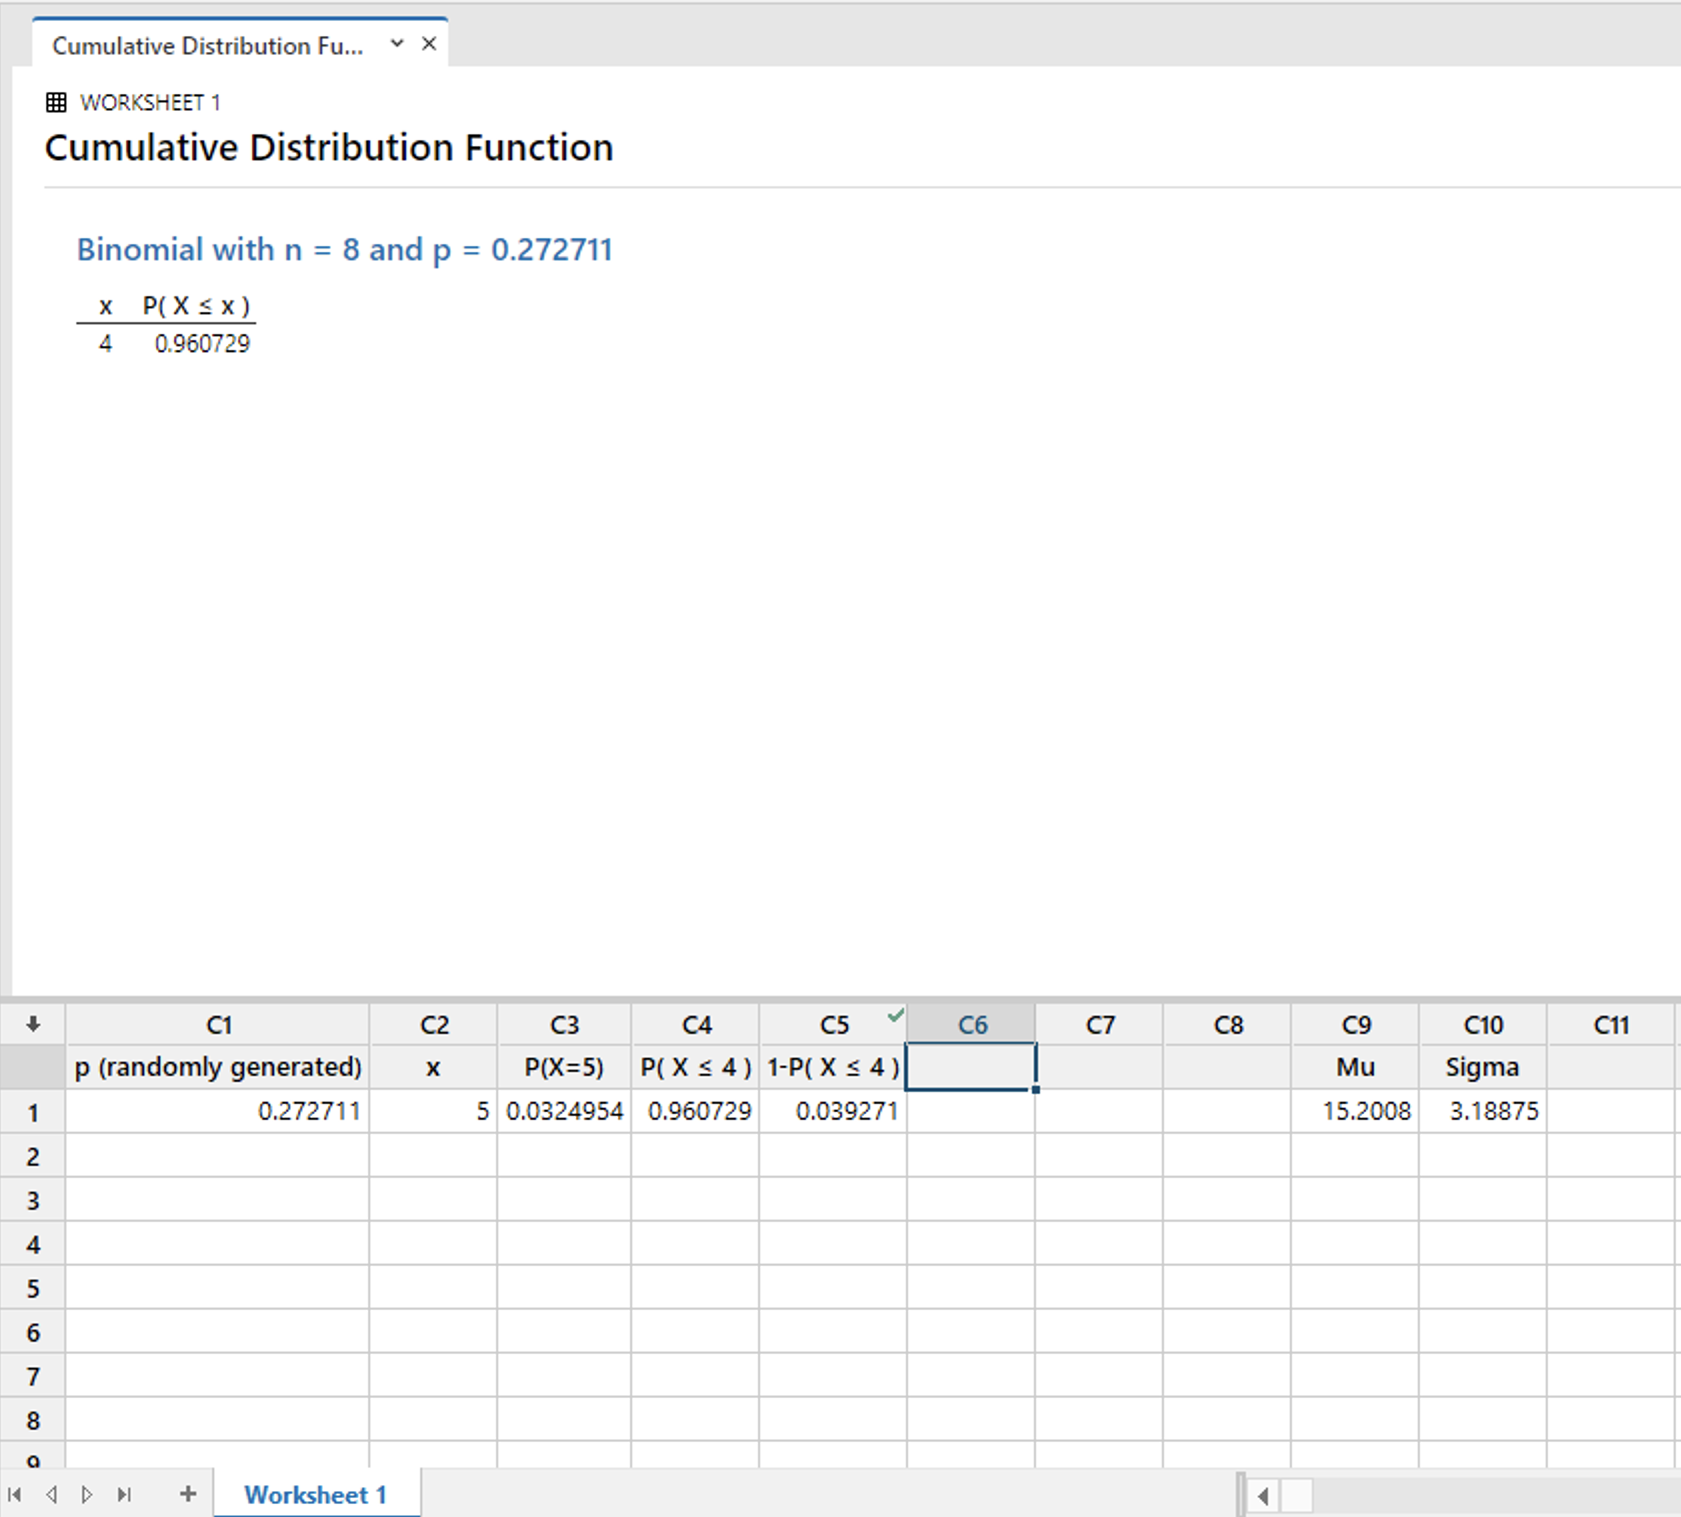 Cumulative Distribution Fu...
WORKSHEET 1
Cumulative Distribution Function
Binomial with n = 8 and p = 0.272711
x P( X ≤ x )
4 0.960729
C1 C2 C3 C4 C5 C6 C7 C8 C9 C10 C11
p (randomly generated) x P(X=5) P( X ≤ 4 ) 1-P( X ≤ 4 ) Mu Sigma
1 0.272711 5 0.0324954 0.960729 0.039271 15.2008 3.18875
2
3
4
5
6
7
8
9
Worksheet 1